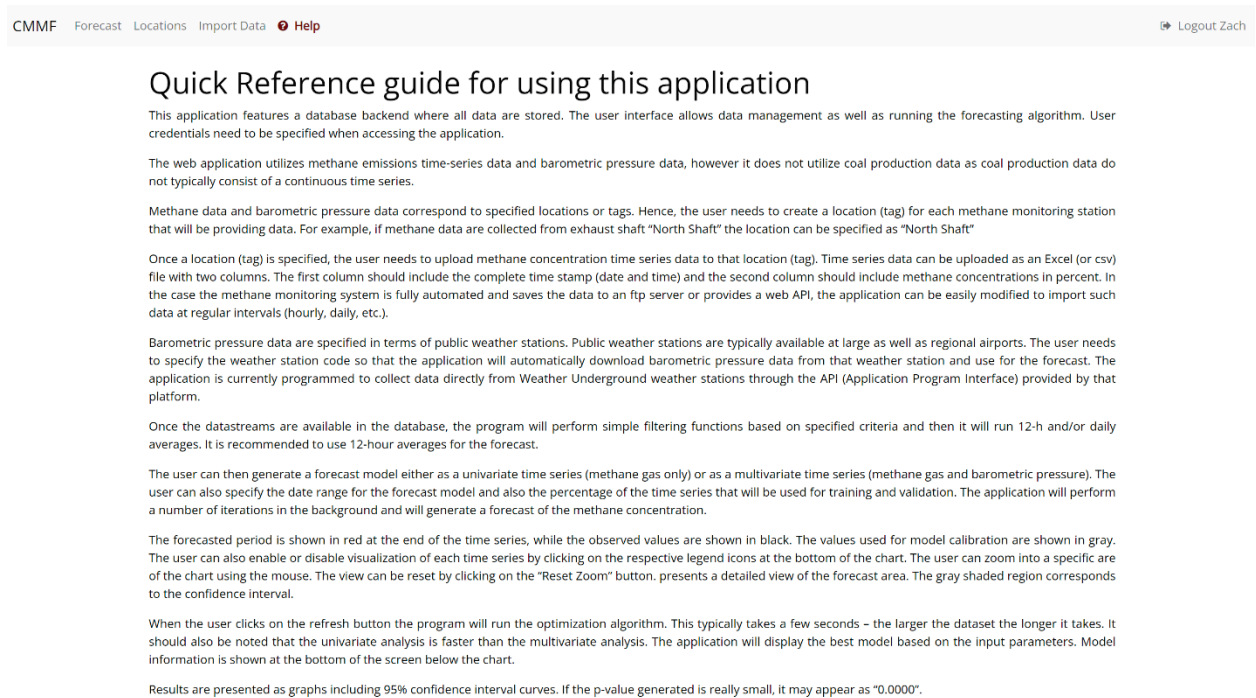 CMMF Forecast Locations Import Data Help Logout Zach
Quick Reference guide for using this application
This application features a database backend where all data are stored. The user interface allows data management as well as running the forecasting algorithm. User
credentials need to be specified when accessing the application.
The web application utilizes methane emissions time-series data and barometric pressure data, however it does not utilize coal production data as coal production data do
not typically consist of a continuous time series.
Methane data and barometric pressure data correspond to specified locations or tags. Hence, the user needs to create a location (tag) for each methane monitoring station
that will be providing data. For example, if methane data are collected from exhaust shaft “North Shaft” the location can be specified as “North Shaft”
Once a location (tag) is specified, the user needs to upload methane concentration time series data to that location (tag). Time series data can be uploaded as an Excel (or csv)
file with two columns. The first column should include the complete time stamp (date and time) and the second column should include methane concentrations in percent. In
the case the methane monitoring system is fully automated and saves the data to an ftp server or provides a web API, the application can be easily modified to import such
data at regular intervals (hourly, daily, etc.).
Barometric pressure data are specified in terms of public weather stations. Public weather stations are typically available at large as well as regional airports. The user needs
to specify the weather station code so that the application will automatically download barometric pressure data from that weather station and use for the forecast. The
application is currently programmed to collect data directly from Weather Underground weather stations through the API (Application Program Interface) provided by that
platform.
Once the datastreams are available in the database, the program will perform simple filtering functions based on specified criteria and then it will run 12-h and/or daily
averages. It is recommended to use 12-hour averages for the forecast.
The user can then generate a forecast model either as a univariate time series (methane gas only) or as a multivariate time series (methane gas and barometric pressure). The
user can also specify the date range for the forecast model and also the percentage of the time series that will be used for training and validation. The application will perform
a number of iterations in the background and will generate a forecast of the methane concentration.
The forecasted period is shown in red at the end of the time series, while the observed values are shown in black. The values used for model calibration are shown in gray.
The user can also enable or disable visualization of each time series by clicking on the respective legend icons at the bottom of the chart. The user can zoom into a specific are
of the chart using the mouse. The view can be reset by clicking on the “Reset Zoom” button. presents a detailed view of the forecast area. The gray shaded region corresponds
to the confidence interval.
When the user clicks on the refresh button the program will run the optimization algorithm. This typically takes a few seconds – the larger the dataset the longer it takes. It
should also be noted that the univariate analysis is faster than the multivariate analysis. The application will display the best model based on the input parameters. Model
information is shown at the bottom of the screen below the chart.
Results are presented as graphs including 95% confidence interval curves. If the p-value generated is really small, it may appear as “0.0000”.